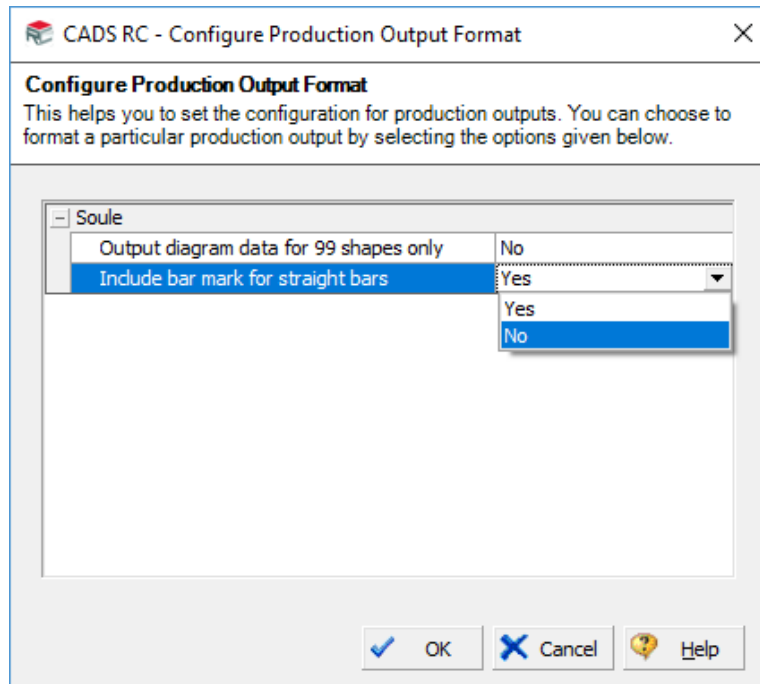 CADS RC - Configure Production Output Format
Configure Production Output Format
This helps you to set the configuration for production outputs. You can choose to
format a particular production output by selecting the options given below.
Soule
Output diagram data for 99 shapes only No
Include bar mark for straight bars Yes
Yes
No
OK Cancel Help